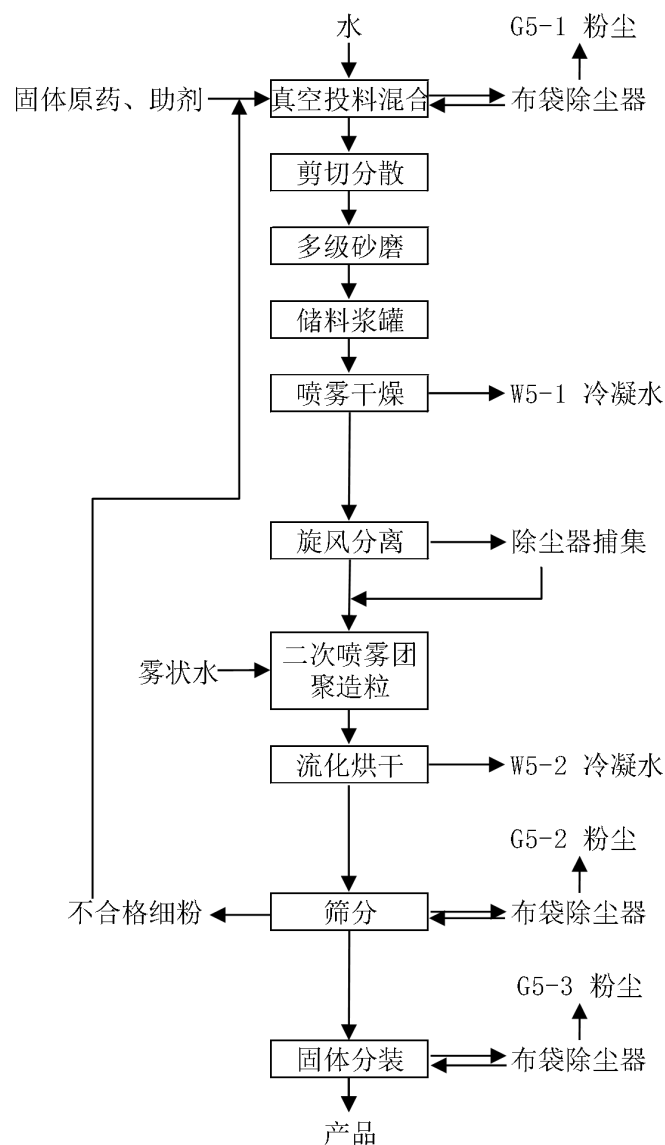 水
G5-1 粉尘
固体原药、助剂
真空投料混合
布袋除尘器
剪切分散
多级砂磨
储料浆罐
喷雾干燥
W5-1 冷凝水
旋风分离
除尘器捕集
雾状水
二次喷雾团
聚造粒
流化烘干
W5-2 冷凝水
G5-2 粉尘
不合格细粉
筛分
布袋除尘器
G5-3 粉尘
固体分装
布袋除尘器
产品